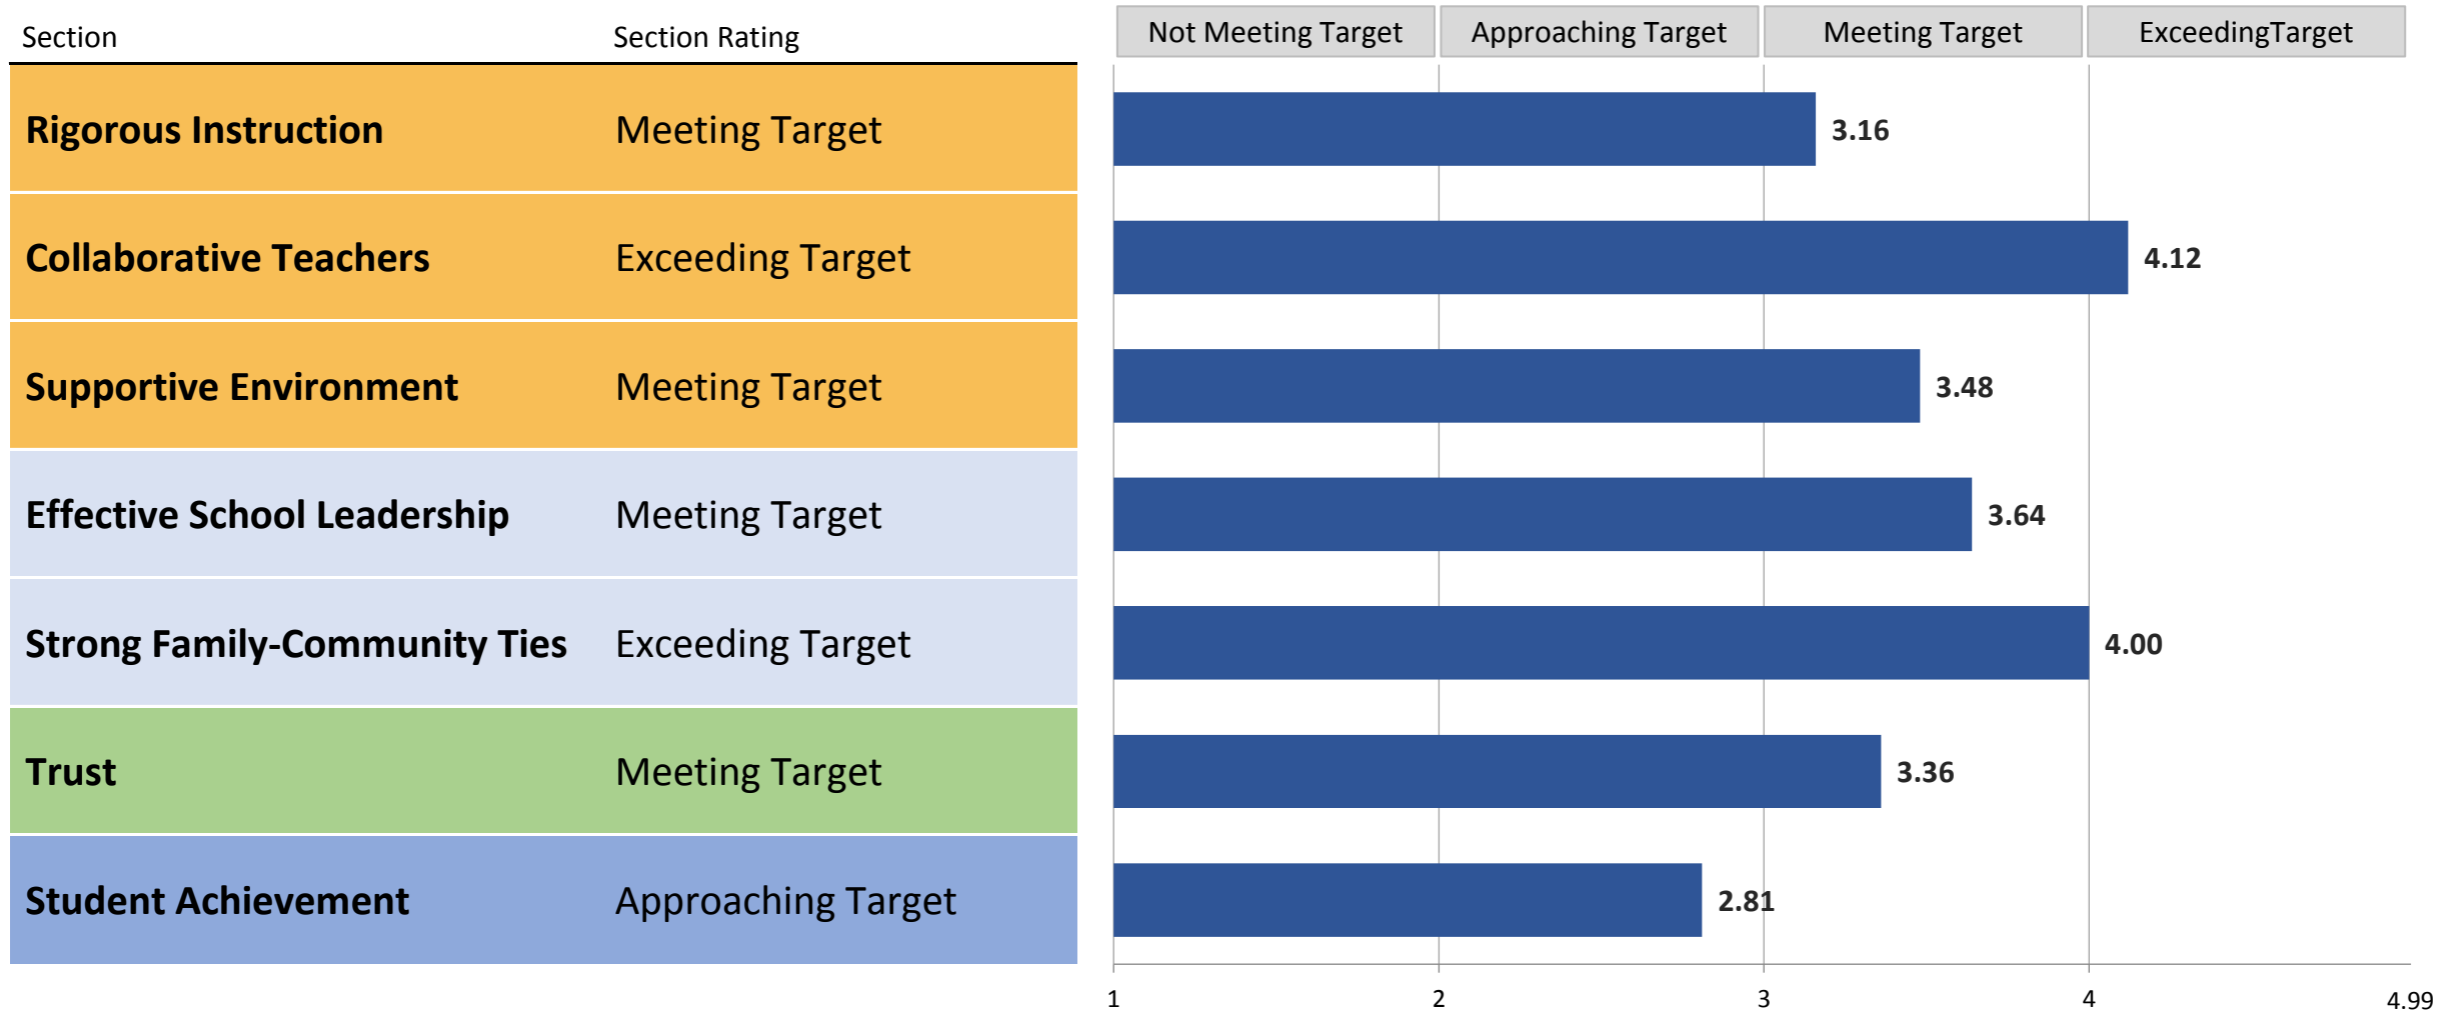 Section Section Rating Not Meeting Target Approaching Target Meeting Target ExceedingTarget
Rigorous Instruction Meeting Target 3.16
Collaborative Teachers Exceeding Target 4.12
Supportive Environment Meeting Target 3.48
Effective School Leadership Meeting Target 3.64
Strong Family-Community Ties Exceeding Target 4.00
Trust Meeting Target 3.36
Student Achievement Approaching Target 2.81
1 2 3 4 4.99